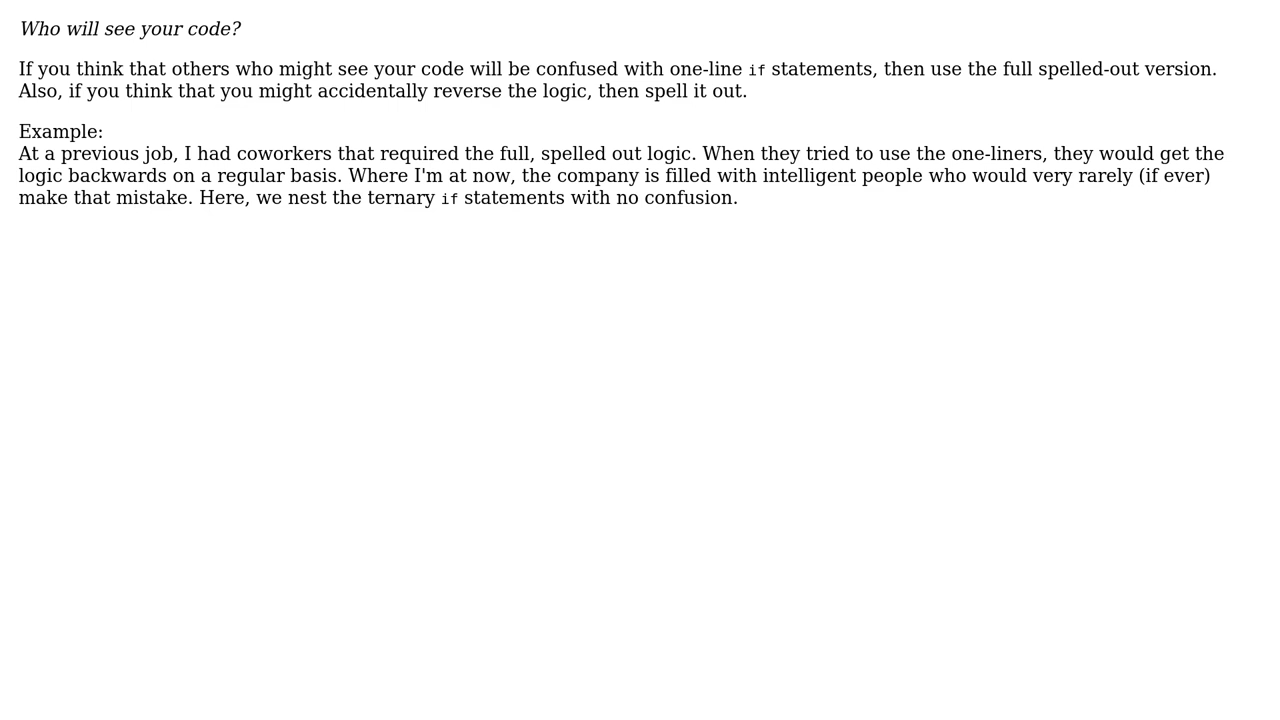 Who will see your code?
If you think that others who might see your code will be confused with one-line if statements, then use the full spelled-out version.
Also, if you think that you might accidentally reverse the logic, then spell it out.
Example:
At a previous job, I had coworkers that required the full, spelled out logic. When they tried to use the one-liners, they would get the
logic backwards on a regular basis. Where I'm at now, the company is filled with intelligent people who would very rarely (if ever)
make that mistake. Here, we nest the ternary if statements with no confusion.